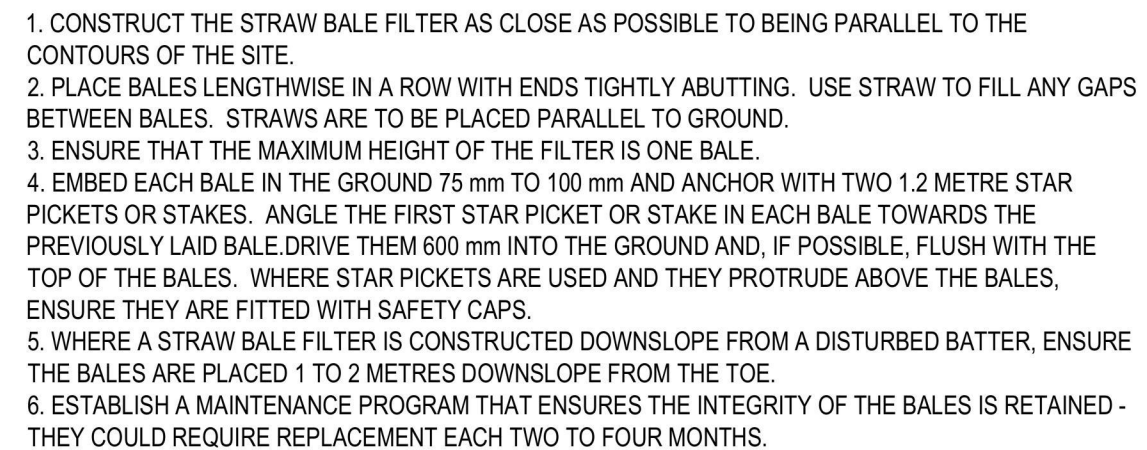 1. CONSTRUCT THE STRAW BALE FILTER AS CLOSE AS POSSIBLE TO BEING PARALLEL TO THE
CONTOURS OF THE SITE.
2. PLACE BALES LENGTHWISE IN A ROW WITH ENDS TIGHTLY ABUTTING.  USE STRAW TO FILL ANY GAPS
BETWEEN BALES.  STRAWS ARE TO BE PLACED PARALLEL TO GROUND.
3. ENSURE THAT THE MAXIMUM HEIGHT OF THE FILTER IS ONE BALE.
4. EMBED EACH BALE IN THE GROUND 75 mm TO 100 mm AND ANCHOR WITH TWO 1.2 METRE STAR
PICKETS OR STAKES.  ANGLE THE FIRST STAR PICKET OR STAKE IN EACH BALE TOWARDS THE
PREVIOUSLY LAID BALE.DRIVE THEM 600 mm INTO THE GROUND AND, IF POSSIBLE, FLUSH WITH THE
TOP OF THE BALES.  WHERE STAR PICKETS ARE USED AND THEY PROTRUDE ABOVE THE BALES,
ENSURE THEY ARE FITTED WITH SAFETY CAPS.
5. WHERE A STRAW BALE FILTER IS CONSTRUCTED DOWNSLOPE FROM A DISTURBED BATTER, ENSURE
THE BALES ARE PLACED 1 TO 2 METRES DOWNSLOPE FROM THE TOE.
6. ESTABLISH A MAINTENANCE PROGRAM THAT ENSURES THE INTEGRITY OF THE BALES IS RETAINED -
THEY COULD REQUIRE REPLACEMENT EACH TWO TO FOUR MONTHS.